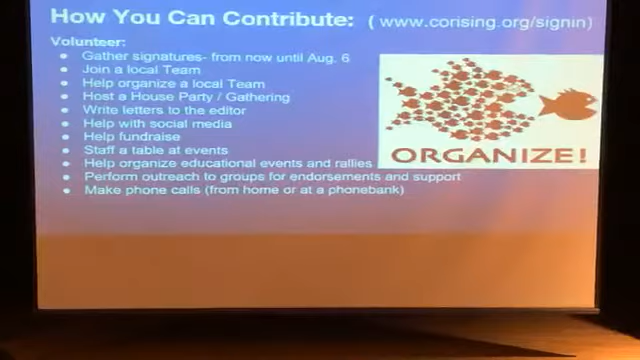 How You Can Contribute: ( www.corising.org/signin)
Volunteer:
Gather signatures- from now until Aug. 6
Join a local Team
Help organize a local Team
Host a House Party / Gathering
Write letters to the editor
Help with social media
Help fundraise
Staff a table at events
Help organize educational events and rallies
Perform outreach to groups for endorsements and support
Make phone calls (from home or at a phonebank)
ORGANIZE!